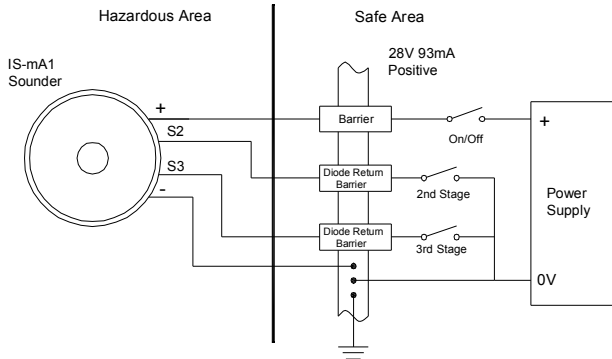 Hazardous Area
Safe Area
IS-mA1
Sounder
28V 93mA
Positive
+
S2
S3
-
Barrier
On/Off
+
Diode Return
Barrier
2nd Stage
Power
Supply
Diode Return
Barrier
3rd Stage
0V